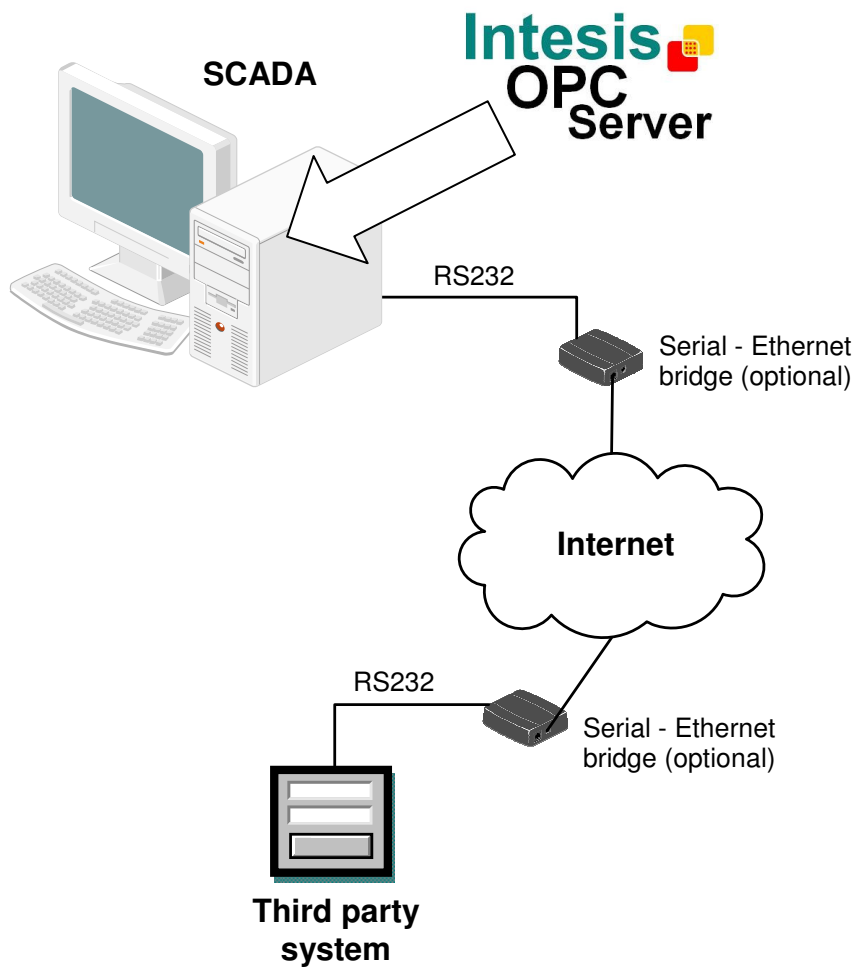 Intesis
OPC
Server
SCADA
RS232
Serial - Ethernet
bridge (optional)
Internet
RS232
Serial - Ethernet
bridge (optional)
Third party
system